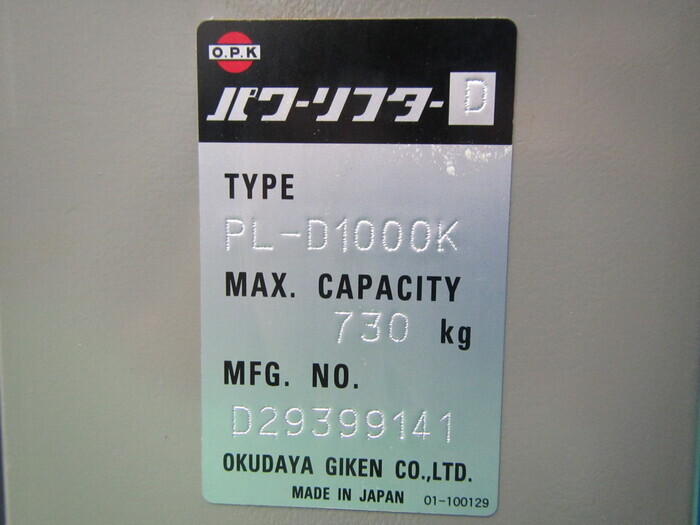 O.P.K
パワーリフターD
TYPE
PL-D1000K
MAX. CAPACITY
730 kg
MFG. NO.
D29399141
OKUDAYA GIKEN CO.,LTD.
MADE IN JAPAN 01-100129